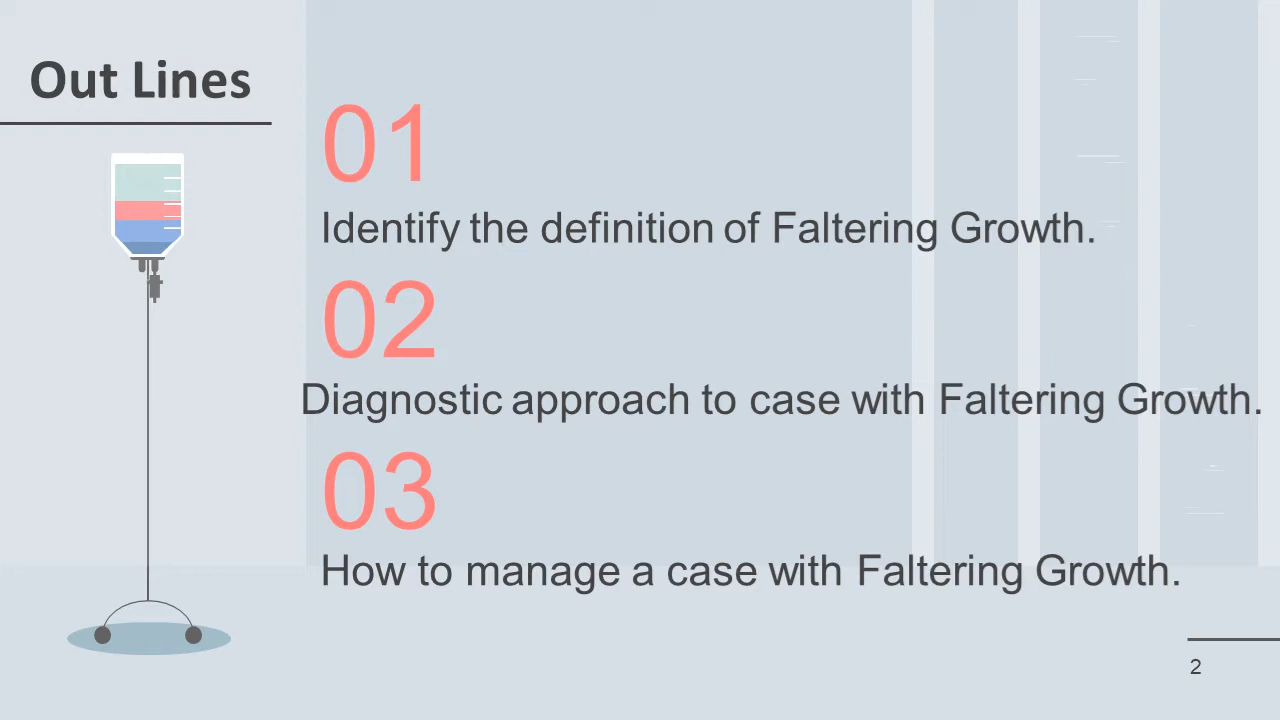 Out Lines
01
Identify the definition of Faltering Growth.
02
Diagnostic approach to case with Faltering Growth.
03
How to manage a case with Faltering Growth.
2